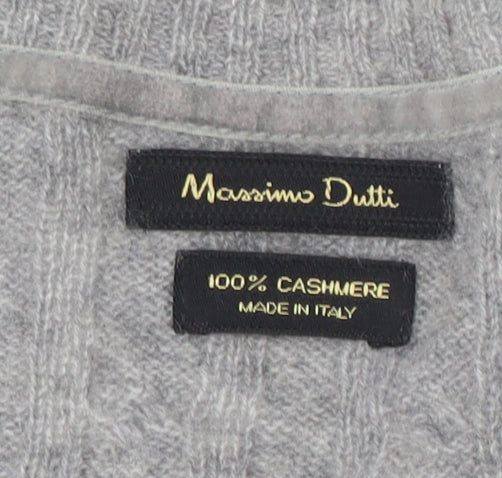 Massimo Dutti
100% CASHMERE
MADE IN ITALY